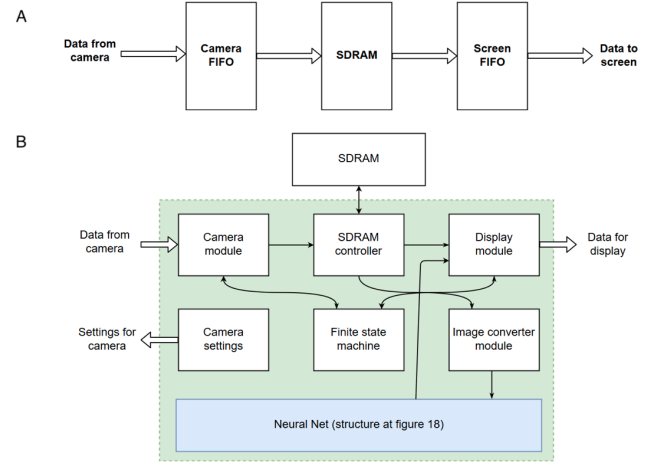 A
Data from
camera
Camera
FIFO
SDRAM
Screen
FIFO
Data to
screen
B
SDRAM
Data from
camera
Camera
module
SDRAM
controller
Display
module
Data for
display
Settings for
camera
Camera
settings
Finite state
machine
Image converter
module
Neural Net (structure at figure 18)